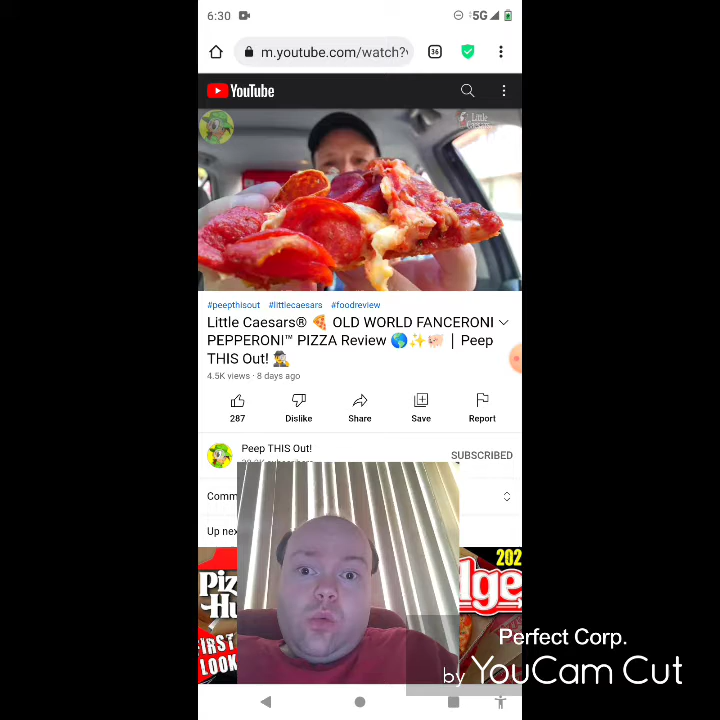 6:30
5G
m.youtube.com/watch?v
36
YouTube
Little Caesars
#peepthisout #littlecaesars #foodreview
Little Caesars® 🍕 OLD WORLD FANCERONI
PEPPERONI™ PIZZA Review 🌎✨🐖 | Peep
THIS Out! 🕵️
4.5K views · 8 days ago
287
Dislike
Share
Save
Report
Peep THIS Out!
SUBSCRIBED
Comm
Up nex
202
Piz
Hu
FIRST
LOOK
dge
Perfect Corp.
by YouCam Cut